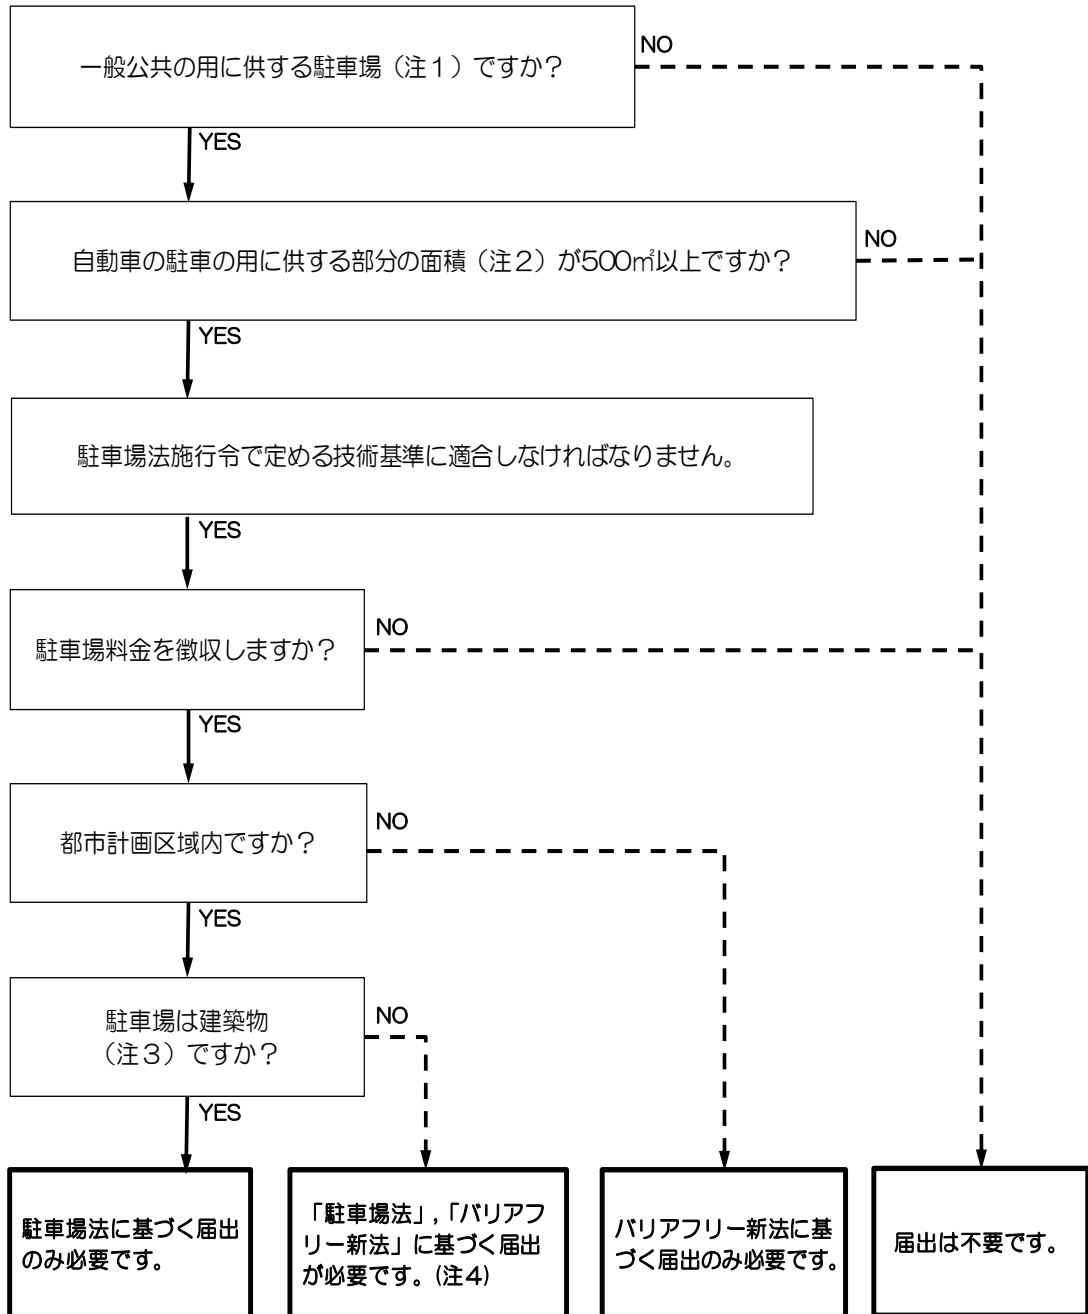 一般公共の用に供する駐車場（注１）ですか？
NO
YES
自動車の駐車の用に供する部分の面積（注２）が500㎡以上ですか？
NO
YES
駐車場法施行令で定める技術基準に適合しなければなりません。
YES
駐車場料金を徴収しますか？
NO
YES
都市計画区域内ですか？
NO
YES
駐車場は建築物
（注３）ですか？
NO
YES
駐車場法に基づく届出
のみ必要です。
「駐車場法」，「バリアフ
リー新法」に基づく届出
が必要です。(注４)
バリアフリー新法に基
づく届出のみ必要です。
届出は不要です。